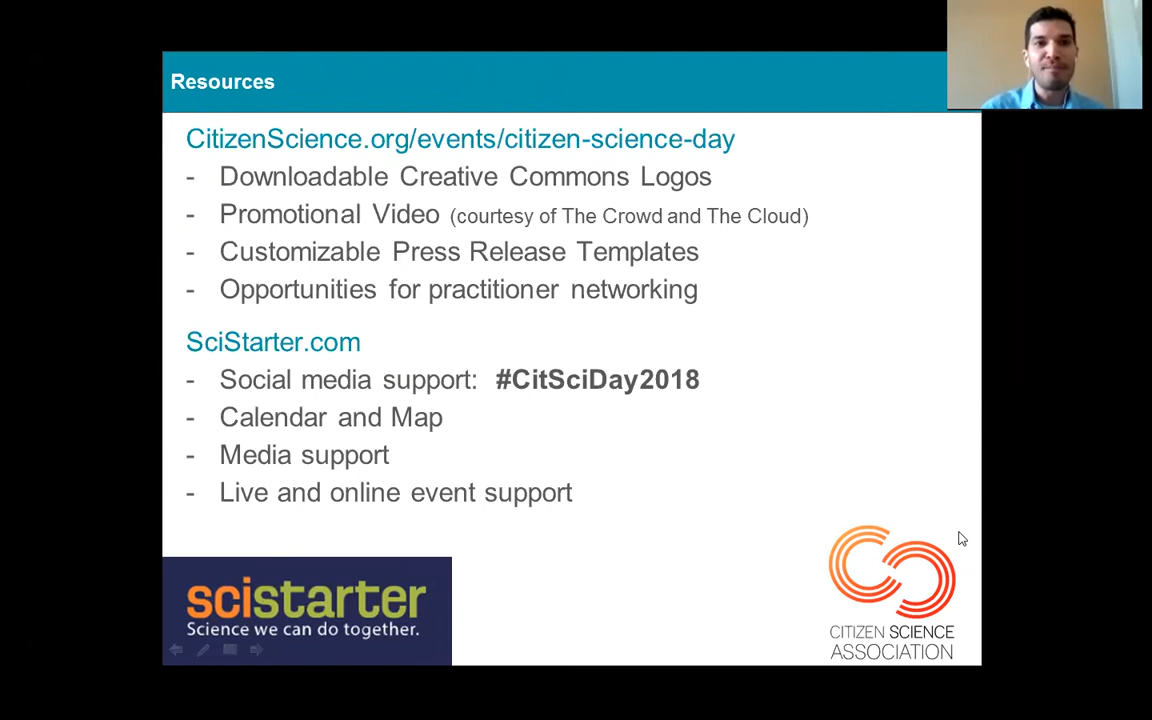 Resources
CitizenScience.org/events/citizen-science-day
- Downloadable Creative Commons Logos
- Promotional Video (courtesy of The Crowd and The Cloud)
- Customizable Press Release Templates
- Opportunities for practitioner networking
SciStarter.com
- Social media support: #CitSciDay2018
- Calendar and Map
- Media support
- Live and online event support
scistarter
Science we can do together.
CITIZEN SCIENCE
ASSOCIATION